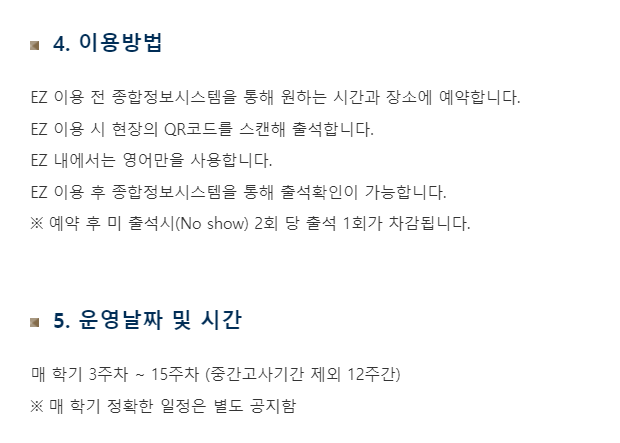 4. 이용방법
EZ 이용 전 종합정보시스템을 통해 원하는 시간과 장소에 예약합니다.
EZ 이용 시 현장의 QR코드를 스캔해 출석합니다.
EZ 내에서는 영어만을 사용합니다.
EZ 이용 후 종합정보시스템을 통해 출석확인이 가능합니다.
※ 예약 후 미 출석시(No show) 2회 당 출석 1회가 차감됩니다.
5. 운영날짜 및 시간
매 학기 3주차 ~ 15주차 (중간고사기간 제외 12주간)
※ 매 학기 정확한 일정은 별도 공지함